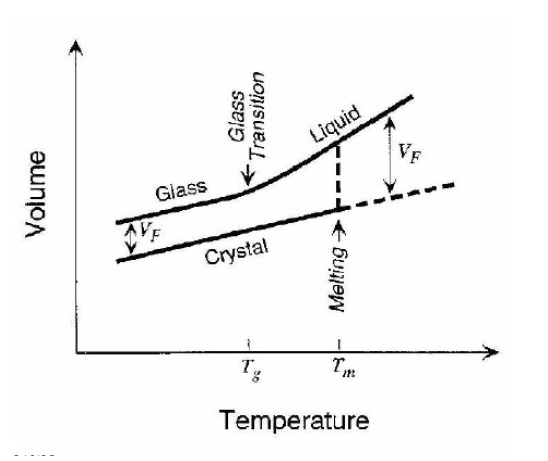 Volume
Glass
Transition
Glass
Liquid
V_F
V_F
Crystal
Melting
T_g
T_m
Temperature